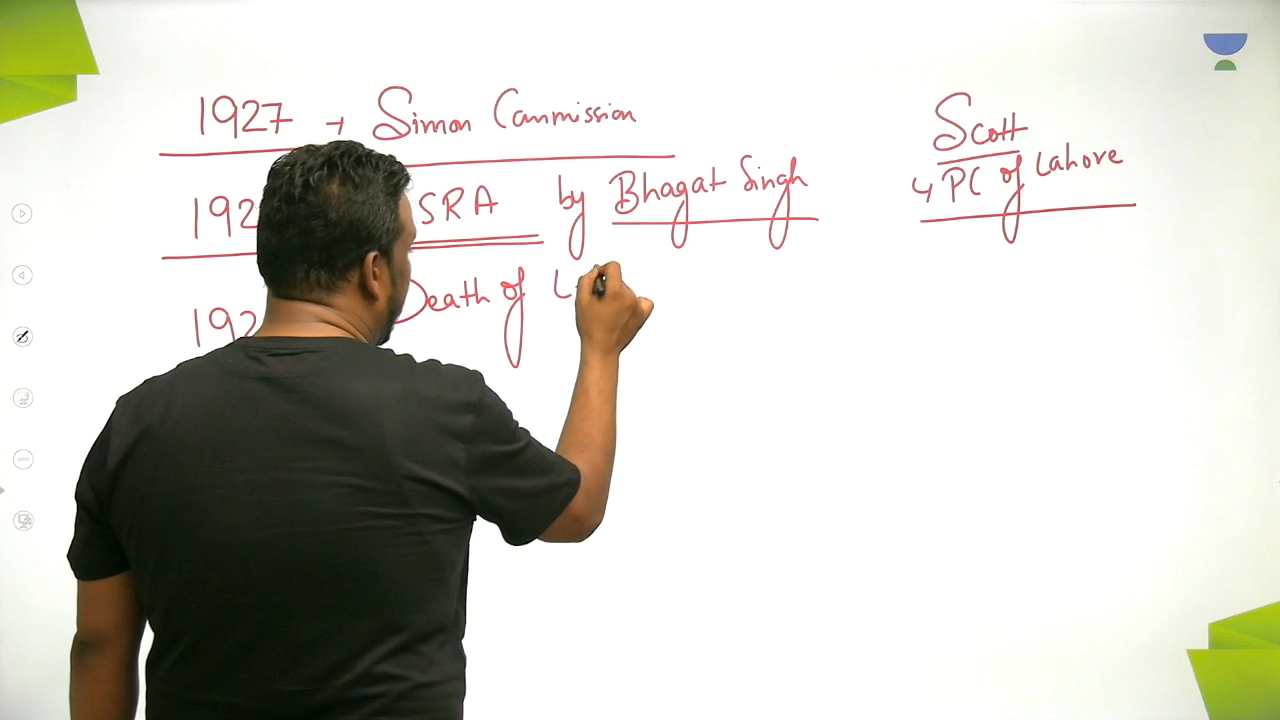 1927 → Simon Commission
192 SRA by Bhagat Singh
192 Death of L
Scott
↳ PC of Lahore